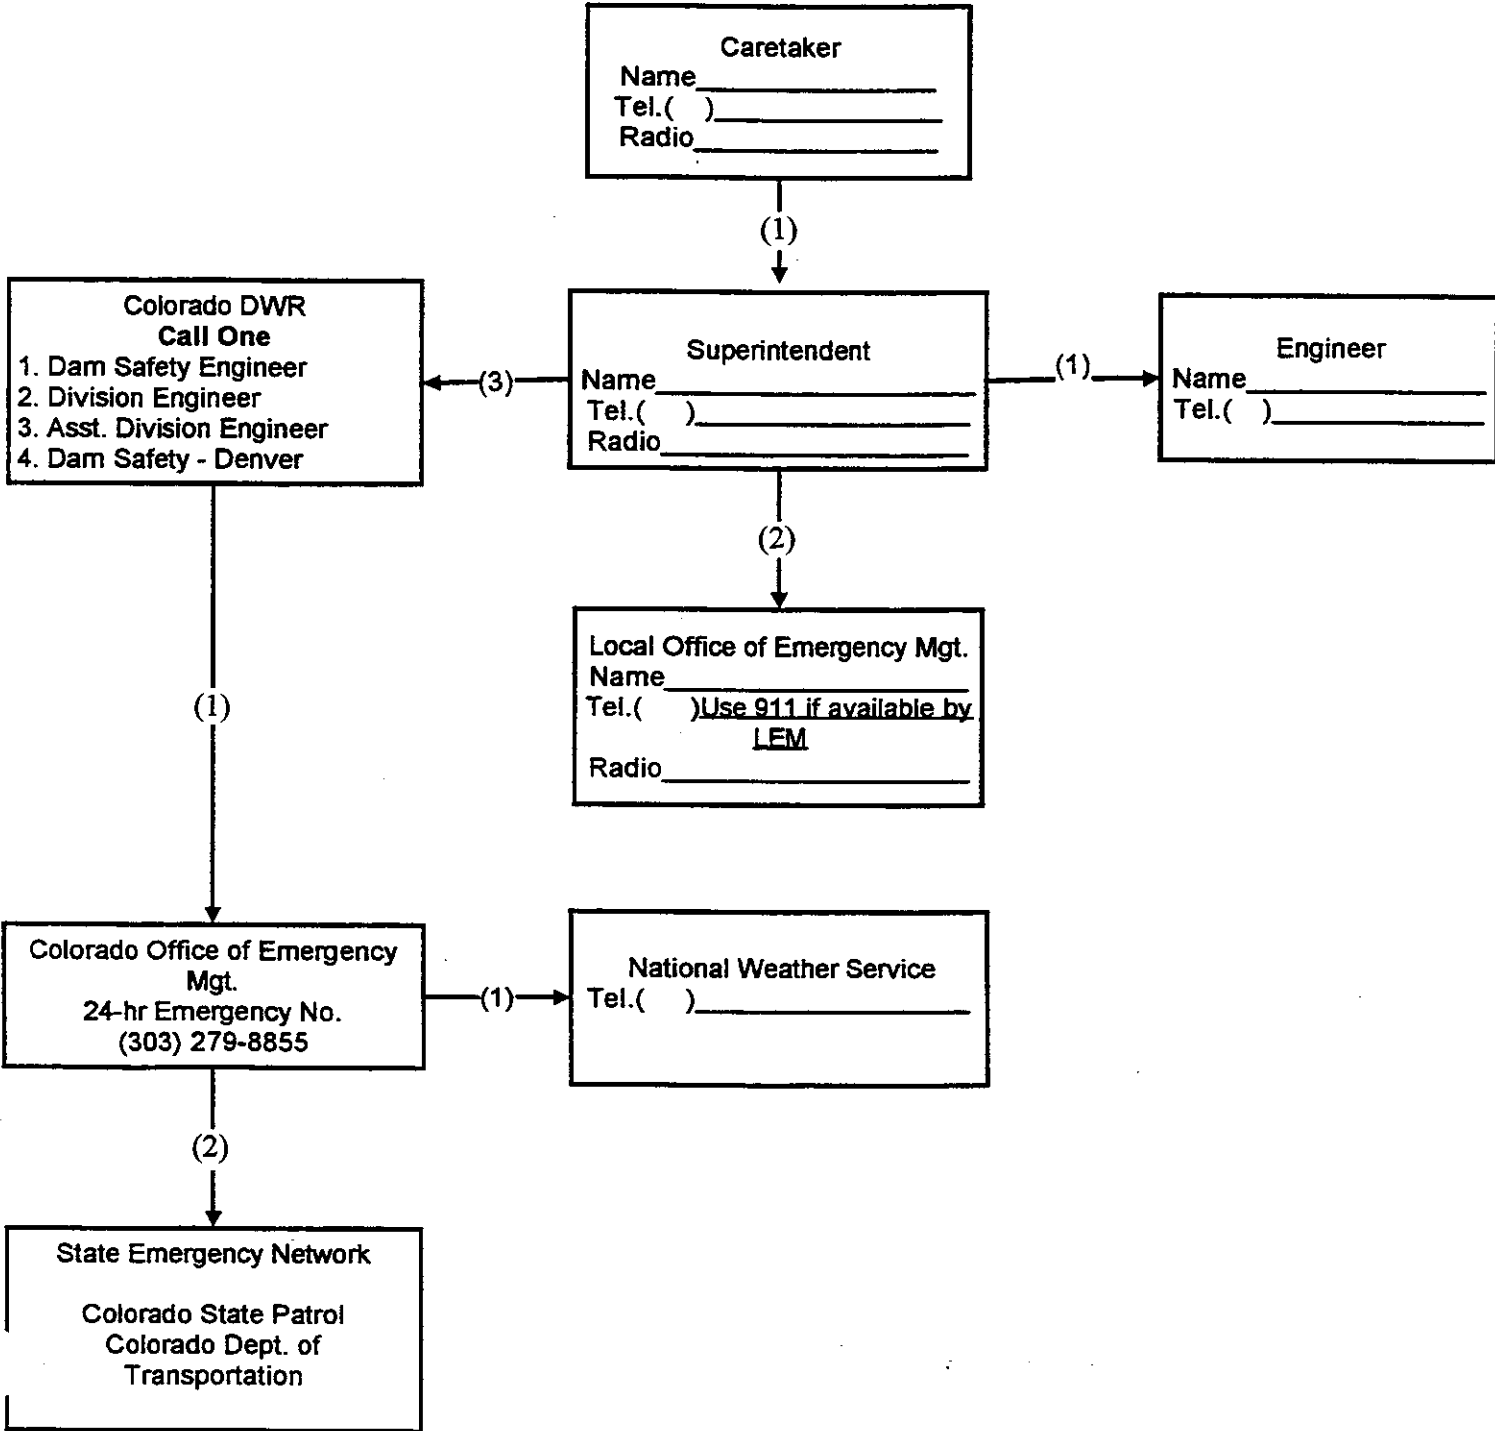 Caretaker
Name
Tel.( )
Radio
(1)
Colorado DWR
Call One
1. Dam Safety Engineer
2. Division Engineer
3. Asst. Division Engineer
4. Dam Safety - Denver
(3)
Superintendent
Name
Tel.( )
Radio
(1)
Engineer
Name
Tel.( )
(2)
Local Office of Emergency Mgt.
Name
Tel.( )Use 911 if available by
LEM
Radio
(1)
Colorado Office of Emergency
Mgt.
24-hr Emergency No.
(303) 279-8855
(1)
National Weather Service
Tel.( )
(2)
State Emergency Network
Colorado State Patrol
Colorado Dept. of
Transportation